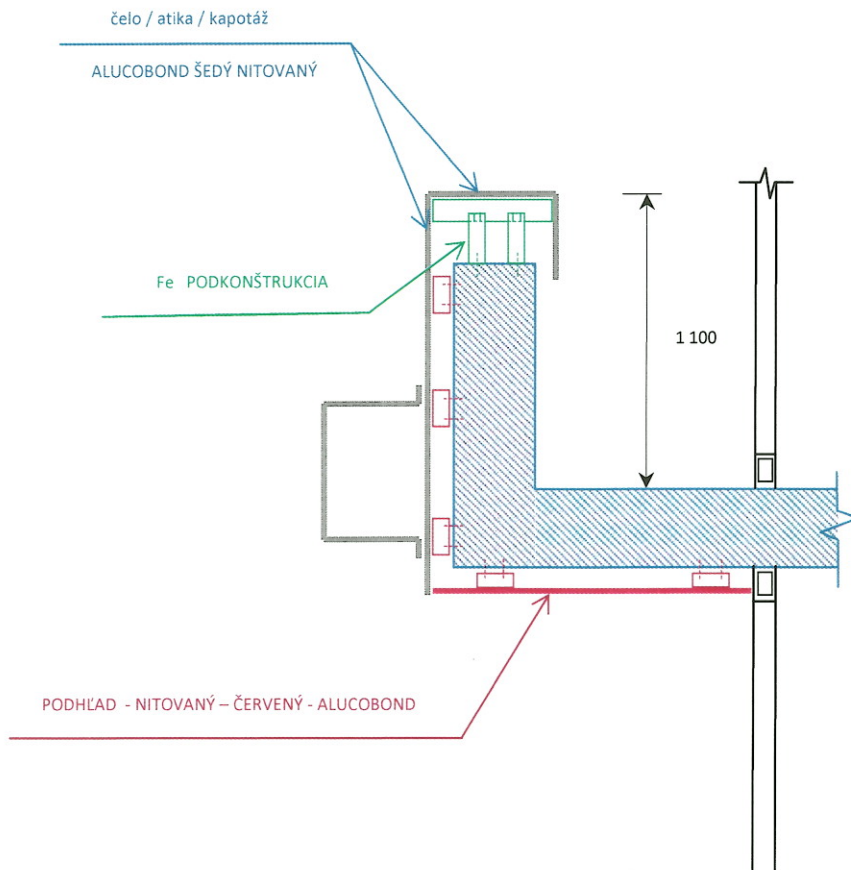 čelo / atika / kapotáž
ALUCOBOND ŠEDÝ NITOVANÝ
Fe PODKONŠTRUKCIA
1 100
PODHĽAD - NITOVANÝ – ČERVENÝ - ALUCOBOND